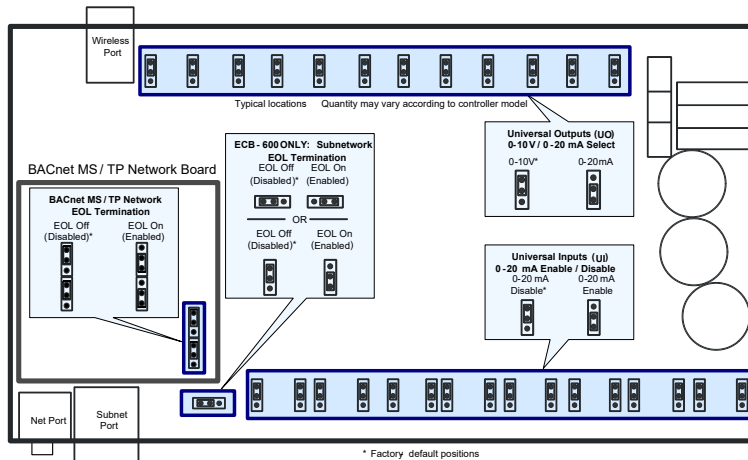 Wireless
Port
Typical locations Quantity may vary according to controller model
ECB - 600 ONLY: Subnetwork
EOL Termination
EOL Off
(Disabled)*
EOL On
(Enabled)
OR
EOL Off
(Disabled)*
EOL On
(Enabled)
Universal Outputs (UO)
0-10V / 0 - 20 mA Select
0-10V*
0-20mA
BACnet MS / TP Network Board
BACnet MS / TP Network
EOL Termination
EOL Off
(Disabled)*
EOL On
(Enabled)
Universal Inputs (UI)
0 -20 mA Enable / Disable
0-20 mA
Disable*
0-20 mA
Enable
Net Port
Subnet
Port
* Factory default positions